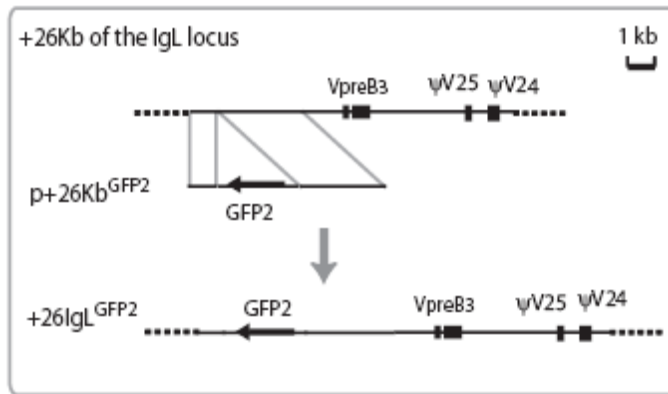 +26Kb of the IgL locus
1 kb
VpreB3 ψV25 ψV24
p+26Kb^GFP2
GFP2
+26IgL^GFP2
GFP2 VpreB3 ψV25 ψV24